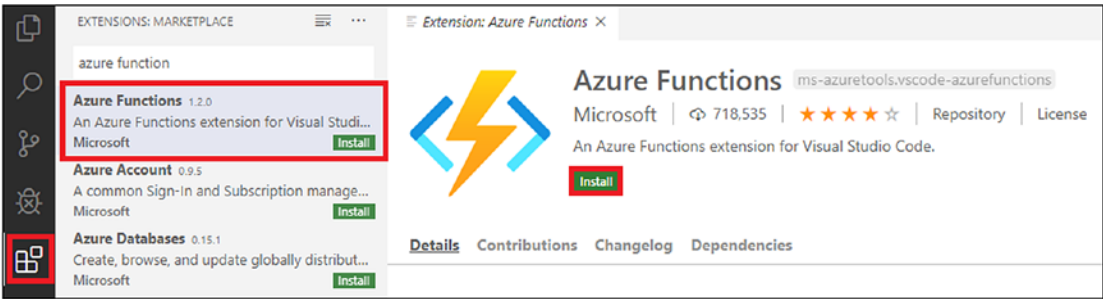 EXTENSIONS: MARKETPLACE
azure function
Azure Functions 1.2.0
An Azure Functions extension for Visual Studi...
Microsoft Install
Azure Account 0.9.5
A common Sign-In and Subscription manage...
Microsoft Install
Azure Databases 0.15.1
Create, browse, and update globally distribut...
Microsoft Install
Extension: Azure Functions
Azure Functions ms-azuretools.vscode-azurefunctions
Microsoft 718,535 Repository License
An Azure Functions extension for Visual Studio Code.
Install
Details Contributions Changelog Dependencies